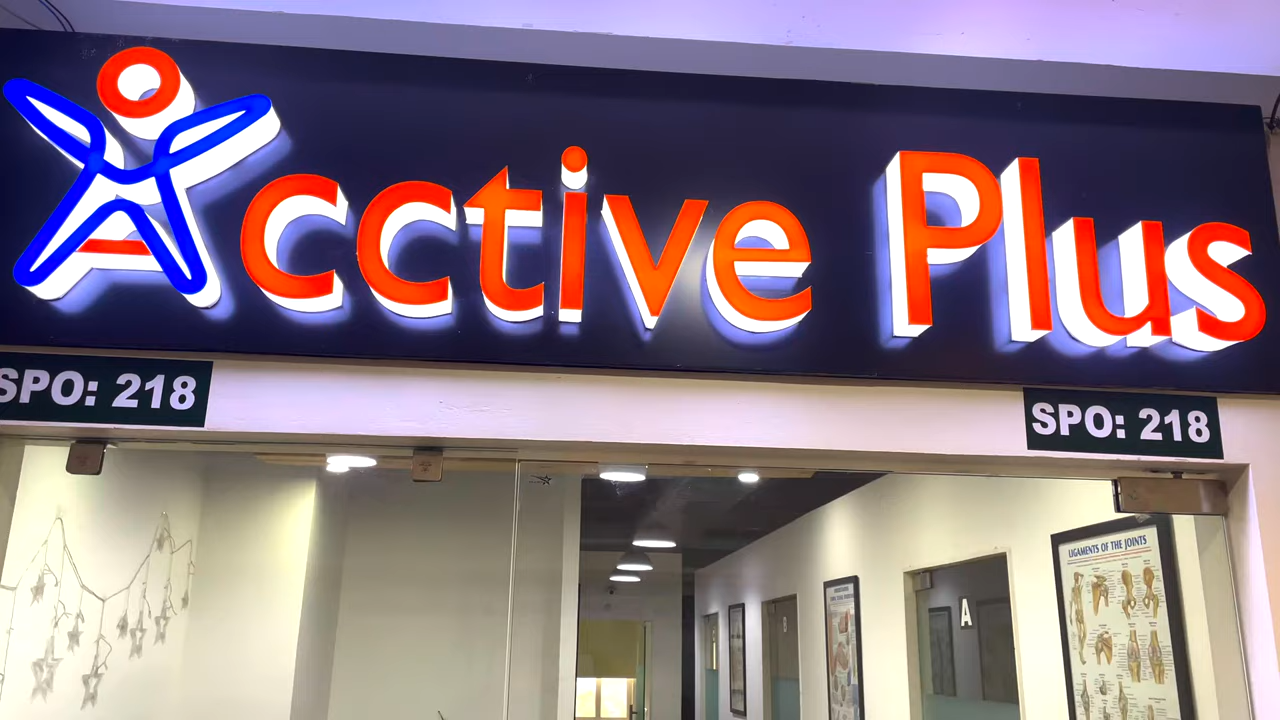 Acctive Plus
SPO: 218
SPO: 218
LIGAMENTS OF THE JOINTS
A